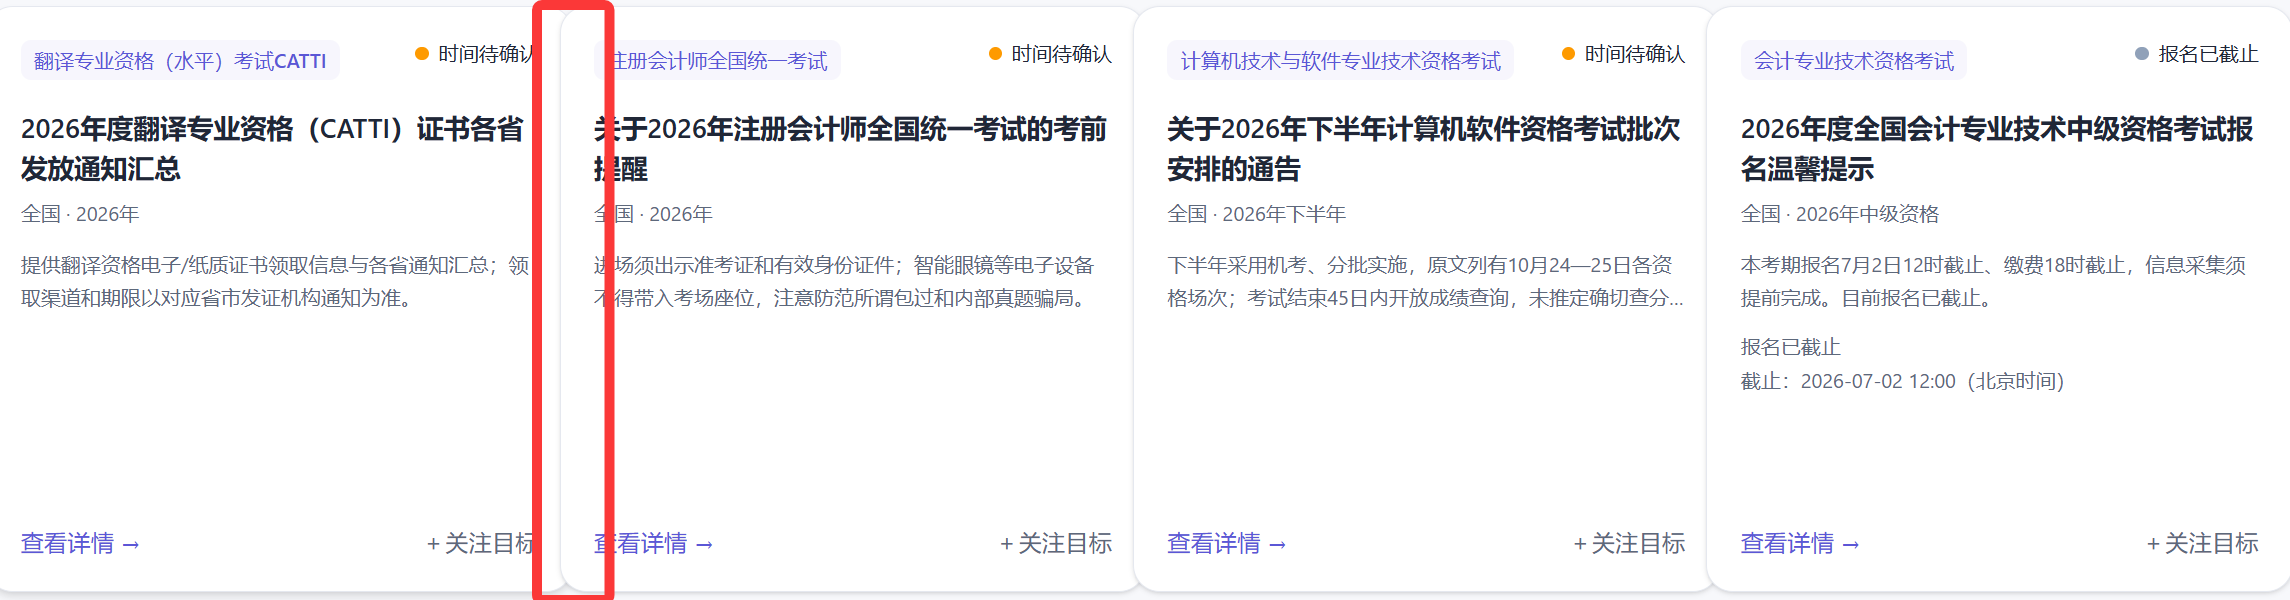 翻译专业资格（水平）考试CATTI
时间待确认
2026年度翻译专业资格（CATTI）证书各省
发放通知汇总
全国 · 2026年
提供翻译资格电子/纸质证书领取信息与各省通知汇总；领
取渠道和期限以对应省市发证机构通知为准。
查看详情 →
+ 关注目标
注册会计师全国统一考试
时间待确认
关于2026年注册会计师全国统一考试的考前
提醒
全国 · 2026年
进场须出示准考证和有效身份证件；智能眼镜等电子设备
不得带入考场座位，注意防范所谓包过和内部真题骗局。
查看详情 →
+ 关注目标
计算机技术与软件专业技术资格考试
时间待确认
关于2026年下半年计算机软件资格考试批次
安排的通告
全国 · 2026年下半年
下半年采用机考、分批实施，原文列有10月24—25日各资
格场次；考试结束45日内开放成绩查询，未推定确切查分...
查看详情 →
+ 关注目标
会计专业技术资格考试
报名已截止
2026年度全国会计专业技术中级资格考试报
名温馨提示
全国 · 2026年中级资格
本考期报名7月2日12时截止、缴费18时截止，信息采集须
提前完成。目前报名已截止。
报名已截止
截止：2026-07-02 12:00（北京时间）
查看详情 →
+ 关注目标